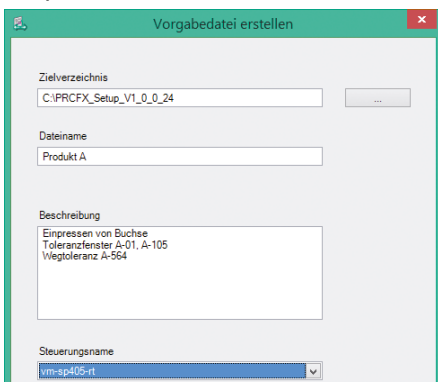 Vorgabedatei erstellen
Zielverzeichnis
C:\PRCFX_Setup_V1_0_0_24
...
Dateiname
Produkt A
Beschreibung
Einpressen von Buchse
Toleranzfenster A-01, A-105
Wegtoleranz A-564
Steuerungsname
vm-sp405-rt